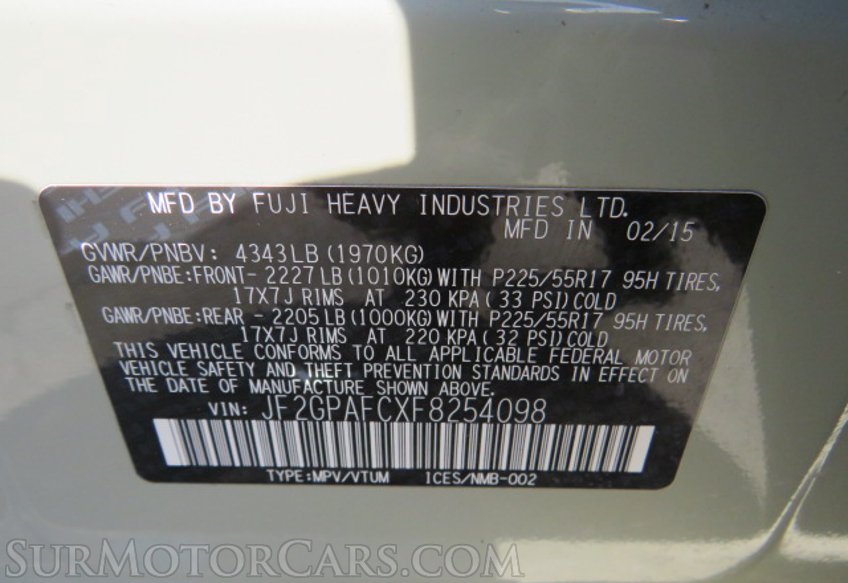 MFD BY FUJI HEAVY INDUSTRIES LTD.
MFD IN 02/15
GVWR/PNBV: 4343LB (1970KG)
GAWR/PNBE:FRONT- 2227LB (1010KG) WITH P225/55R17 95H TIRES,
17X7J RIMS AT 230 KPA( 33 PSI) COLD
GAWR/PNBE:REAR - 2205LB (1000KG) WITH P225/55R17 95H TIRES,
17X7J RIMS AT 220 KPA( 32 PSI) COLD
THIS VEHICLE CONFORMS TO ALL APPLICABLE FEDERAL MOTOR
VEHICLE SAFETY AND THEFT PREVENTION STANDARDS IN EFFECT ON
THE DATE OF MANUFACTURE SHOWN ABOVE.
VIN: JF2GPAFCXF8254098
TYPE:MPV/VTUM ICES/NMB-002
SurMotorCars.com